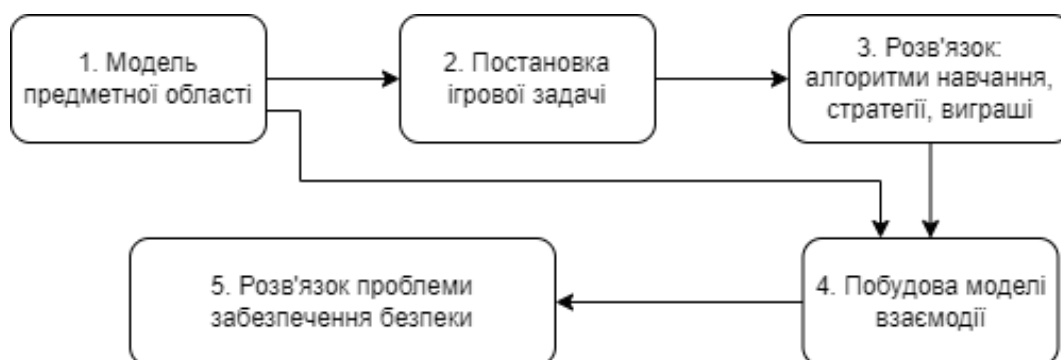 1. Модель
предметної області
2. Постановка
ігрової задачі
3. Розв'язок:
алгоритми навчання,
стратегії, виграші
5. Розв'язок проблеми
забезпечення безпеки
4. Побудова моделі
взаємодії